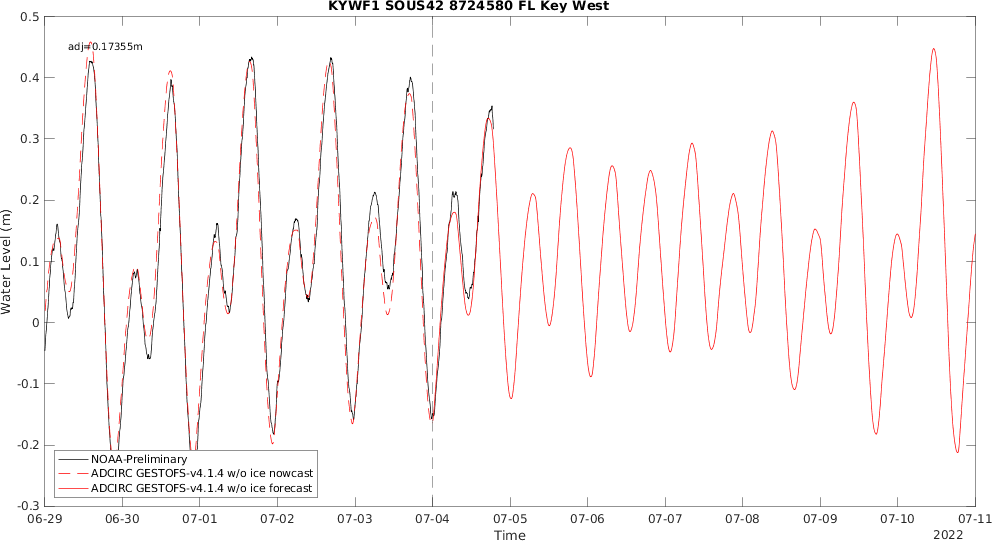 KYWF1 SOUS42 8724580 FL Key West
adj=0.17355m
0.5
0.4
0.3
0.2
0.1
0
-0.1
-0.2
-0.3
Water Level (m)
NOAA-Preliminary
ADCIRC GESTOFS-v4.1.4 w/o ice nowcast
ADCIRC GESTOFS-v4.1.4 w/o ice forecast
06-29 06-30 07-01 07-02 07-03 07-04 07-05 07-06 07-07 07-08 07-09 07-10 07-11
Time
2022